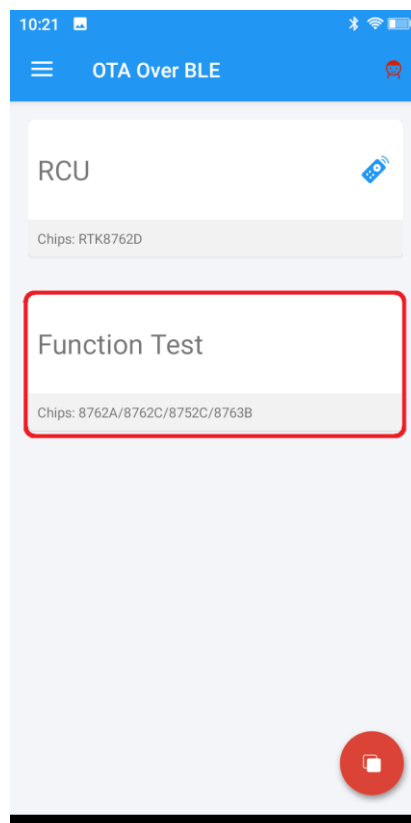 10:21
OTA Over BLE
RCU
Chips: RTK8762D
Function Test
Chips: 8762A/8762C/8752C/8763B